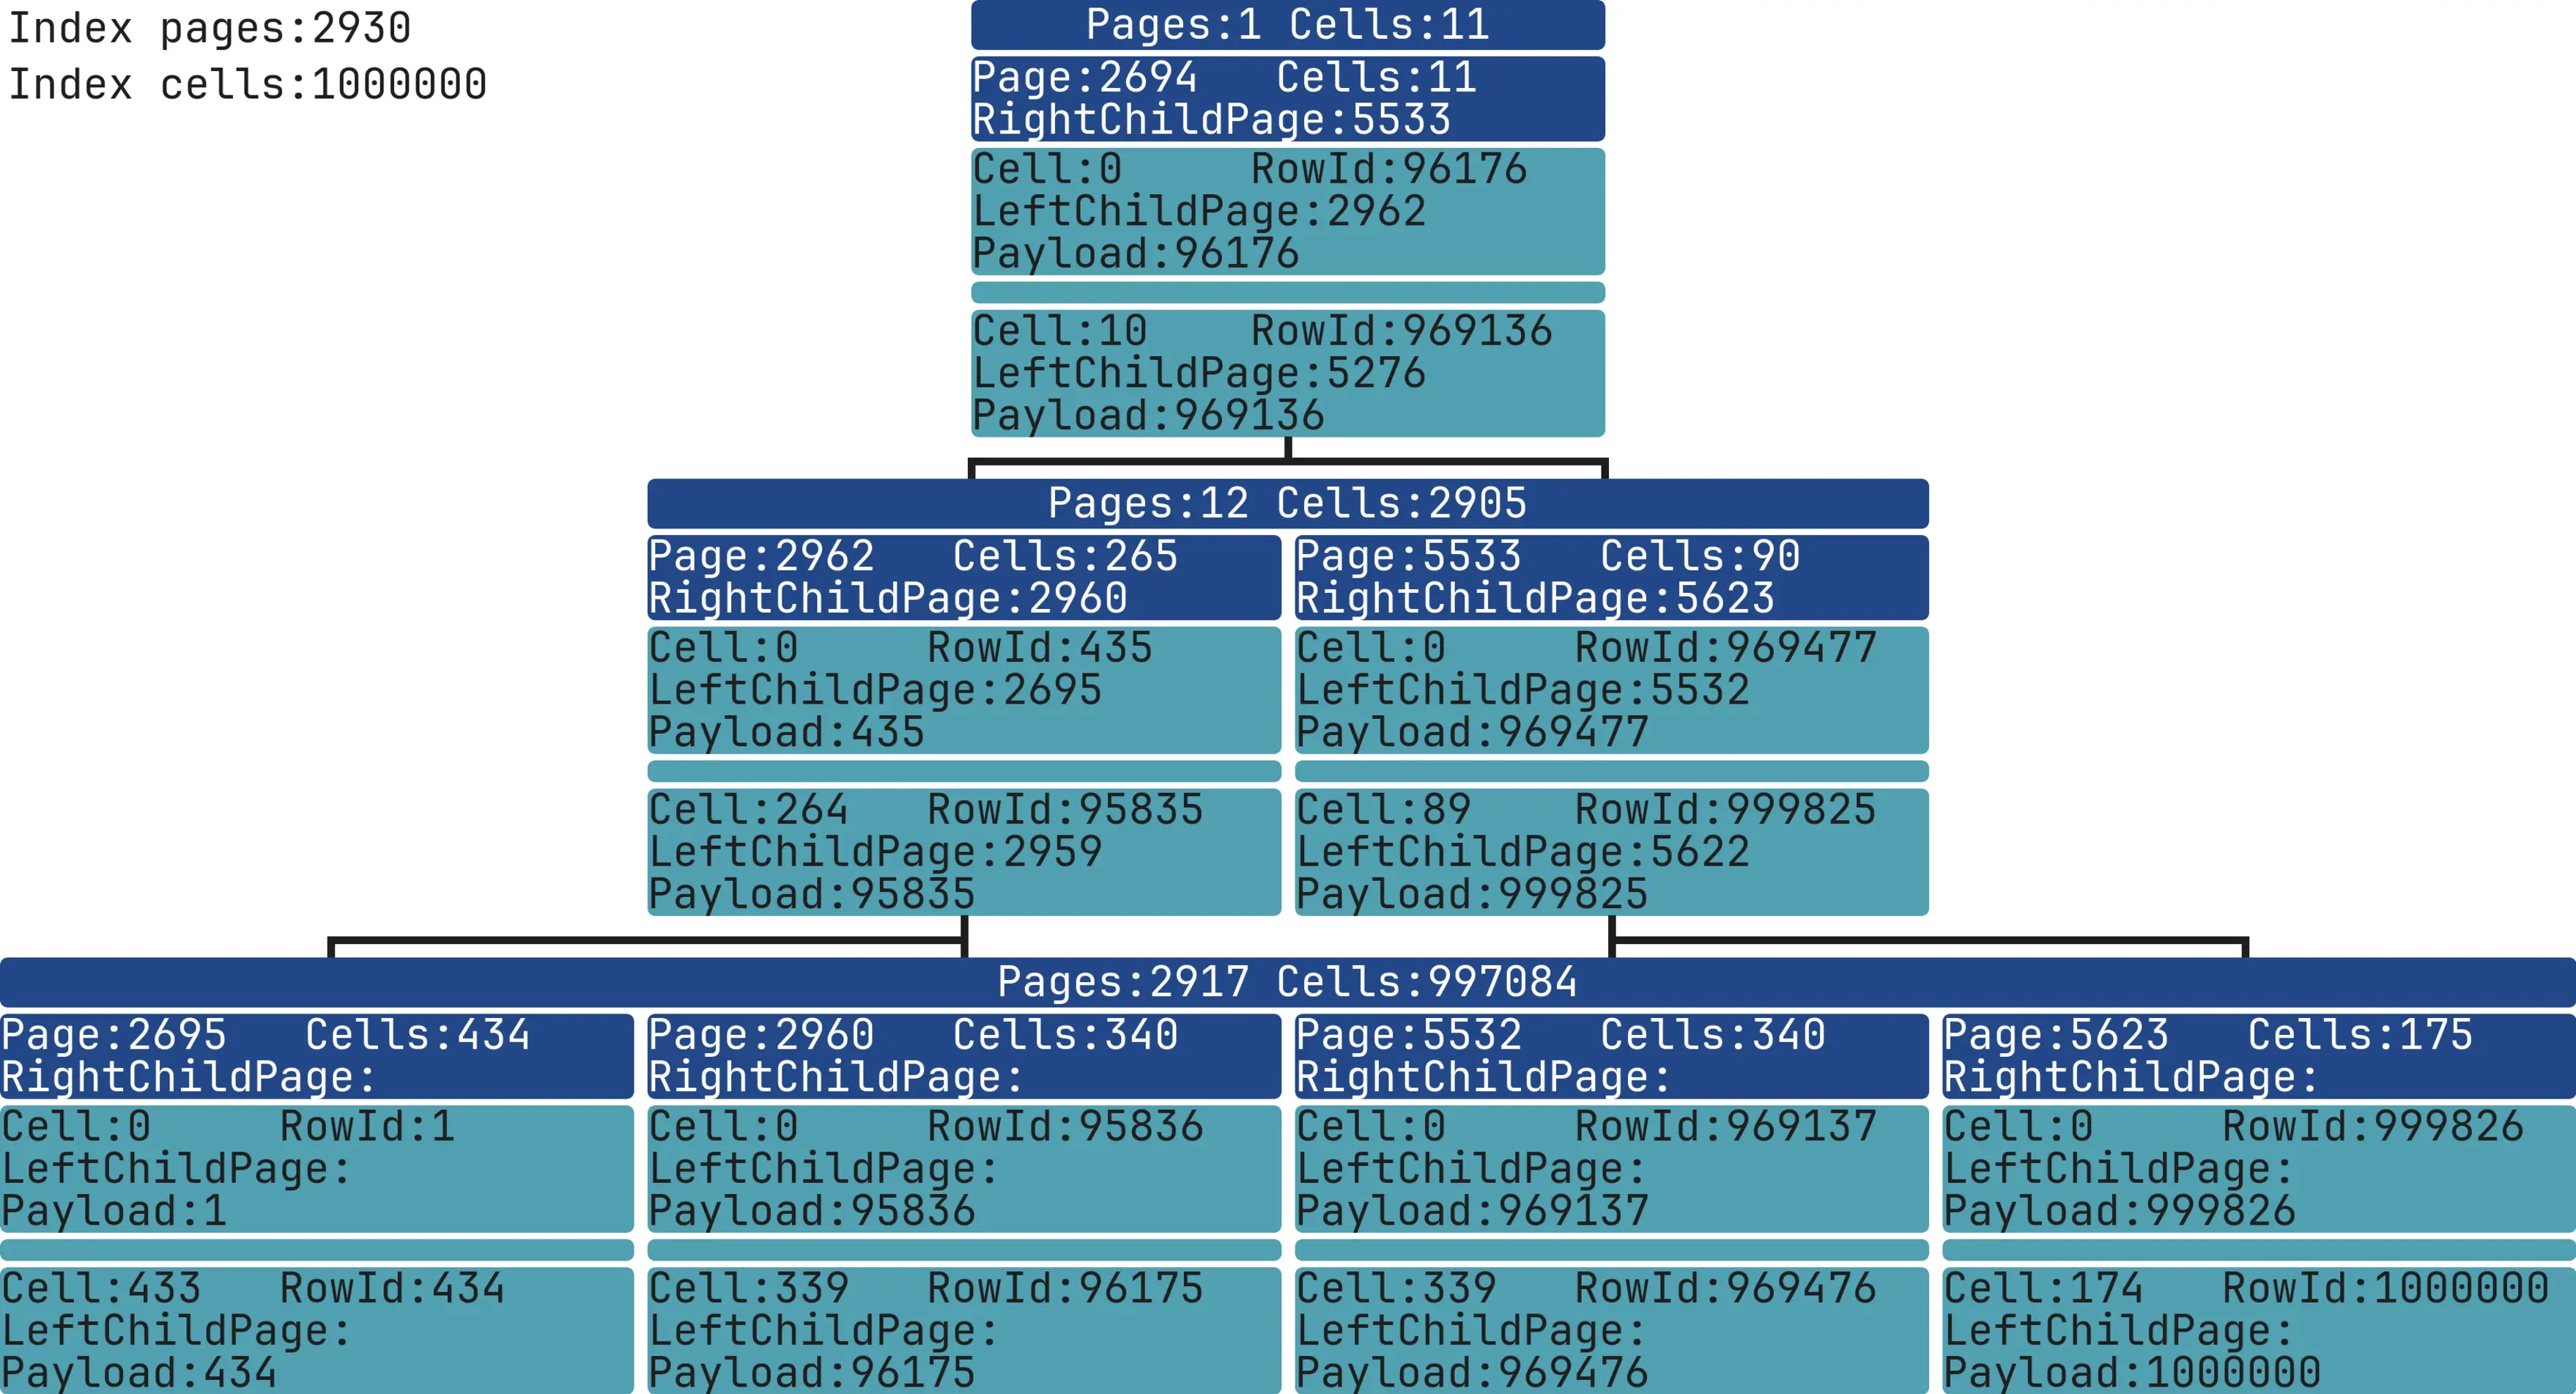 Index pages:2930
Index cells:1000000
Pages:1 Cells:11
Page:2694 Cells:11
RightChildPage:5533
Cell:0 RowId:96176
LeftChildPage:2962
Payload:96176
Cell:10 RowId:969136
LeftChildPage:5276
Payload:969136
Pages:12 Cells:2905
Page:2962 Cells:265
RightChildPage:2960
Cell:0 RowId:435
LeftChildPage:2695
Payload:435
Cell:264 RowId:95835
LeftChildPage:2959
Payload:95835
Page:5533 Cells:90
RightChildPage:5623
Cell:0 RowId:969477
LeftChildPage:5532
Payload:969477
Cell:89 RowId:999825
LeftChildPage:5622
Payload:999825
Pages:2917 Cells:997084
Page:2695 Cells:434
RightChildPage:
Cell:0 RowId:1
LeftChildPage:
Payload:1
Cell:433 RowId:434
LeftChildPage:
Payload:434
Page:2960 Cells:340
RightChildPage:
Cell:0 RowId:95836
LeftChildPage:
Payload:95836
Cell:339 RowId:96175
LeftChildPage:
Payload:96175
Page:5532 Cells:340
RightChildPage:
Cell:0 RowId:969137
LeftChildPage:
Payload:969137
Cell:339 RowId:969476
LeftChildPage:
Payload:969476
Page:5623 Cells:175
RightChildPage:
Cell:0 RowId:999826
LeftChildPage:
Payload:999826
Cell:174 RowId:1000000
LeftChildPage:
Payload:1000000